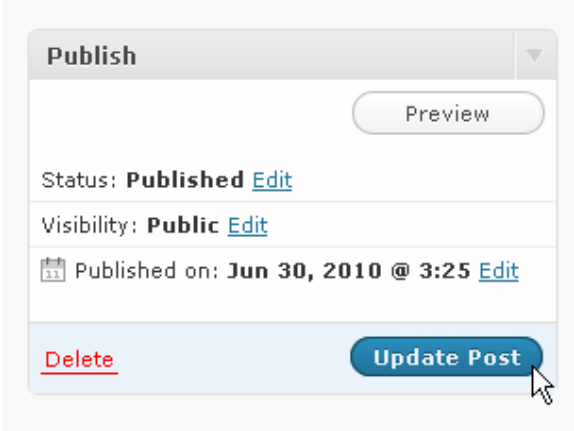 Publish
Preview
Status: Published Edit
Visibility: Public Edit
11 Published on: Jun 30, 2010 @ 3:25 Edit
Delete
Update Post